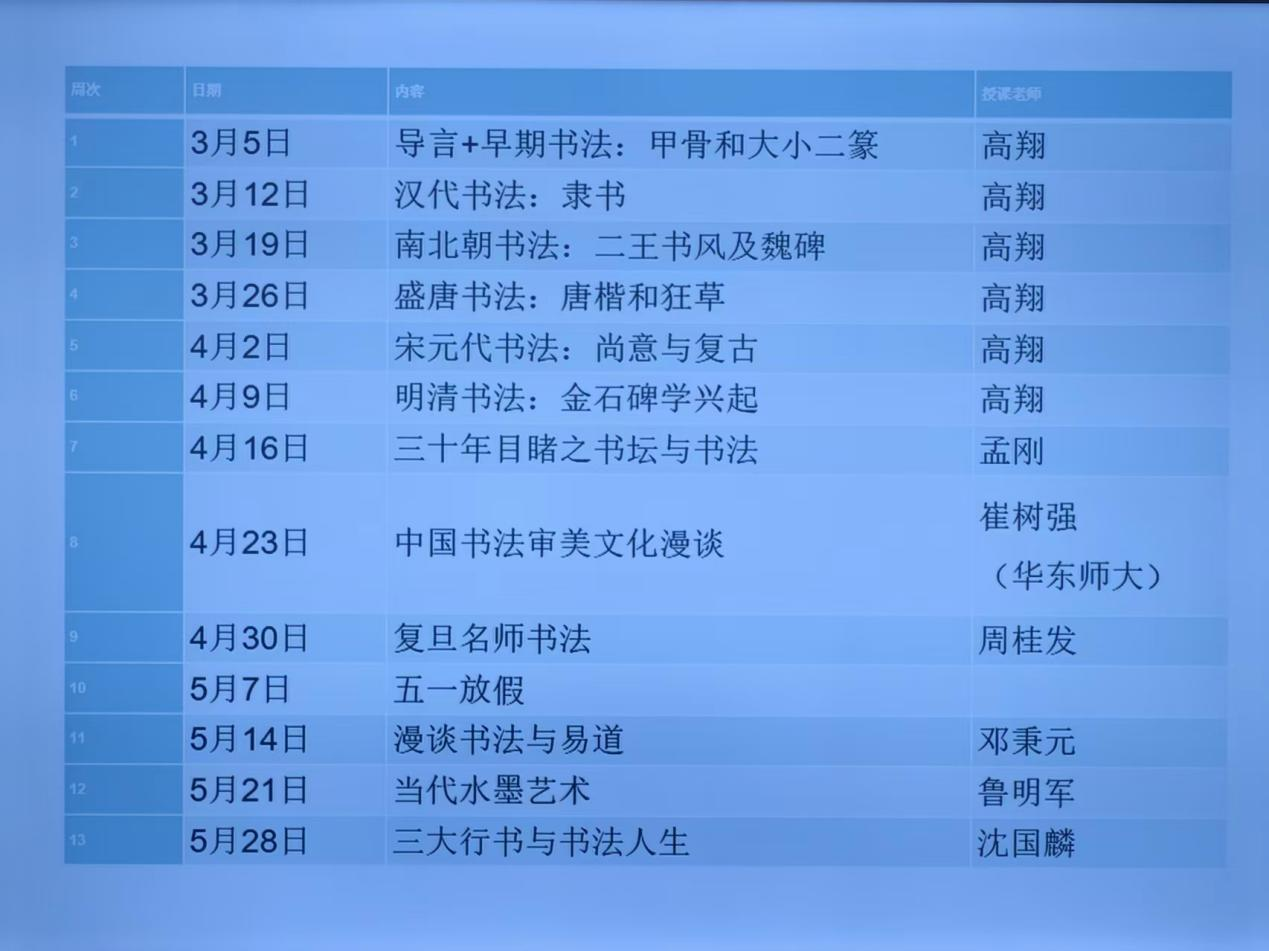 周次 日期 内容 授课老师
1 3月5日 导言+早期书法：甲骨和大小二篆 高翔
2 3月12日 汉代书法：隶书 高翔
3 3月19日 南北朝书法：二王书风及魏碑 高翔
4 3月26日 盛唐书法：唐楷和狂草 高翔
5 4月2日 宋元代书法：尚意与复古 高翔
6 4月9日 明清书法：金石碑学兴起 高翔
7 4月16日 三十年目睹之书坛与书法 孟刚
8 4月23日 中国书法审美文化漫谈 崔树强
（华东师大）
9 4月30日 复旦名师书法 周桂发
10 5月7日 五一放假
11 5月14日 漫谈书法与易道 邓秉元
12 5月21日 当代水墨艺术 鲁明军
13 5月28日 三大行书与书法人生 沈国麟